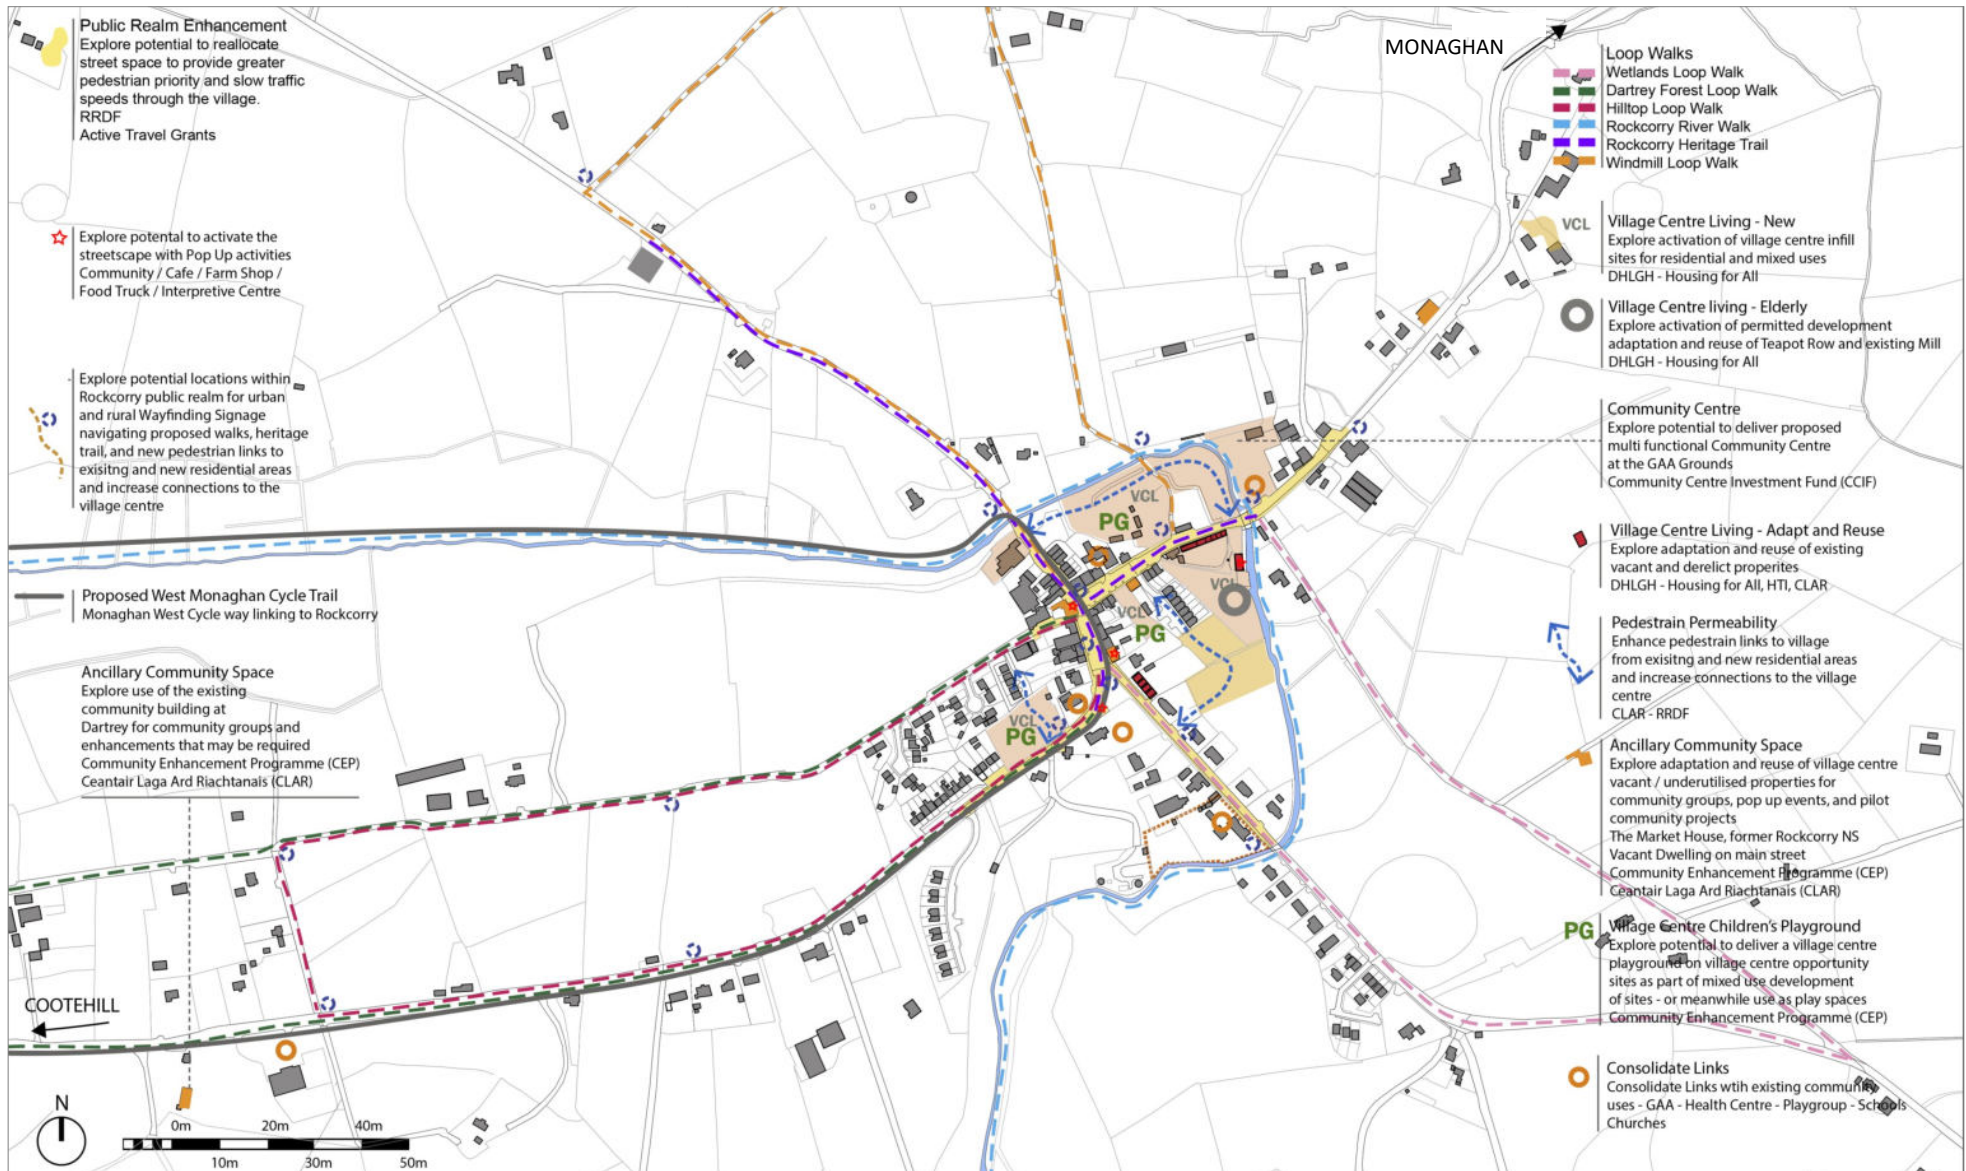 Public Realm Enhancement
Explore potential to reallocate
street space to provide greater
pedestrian priority and slow traffic
speeds through the village.
RRDF
Active Travel Grants
Explore potental to activate the
streetscape with Pop Up activities
Community / Cafe / Farm Shop /
Food Truck / Interpretive Centre
Explore potential locations within
Rockcorry public realm for urban
and rural Wayfinding Signage
navigating proposed walks, heritage
trail, and new pedestrian links to
exisitng and new residential areas
and increase connections to the
village centre
Proposed West Monaghan Cycle Trail
Monaghan West Cycle way linking to Rockcorry
Ancillary Community Space
Explore use of the existing
community building at
Dartrey for community groups and
enhancements that may be required
Community Enhancement Programme (CEP)
Ceantair Laga Ard Riachtanais (CLAR)
COOTEHILL
N
0m 20m 40m
10m 30m 50m
VCL
PG
VCL
VCL
PG
VCL
PG
MONAGHAN
Loop Walks
Wetlands Loop Walk
Dartrey Forest Loop Walk
Hilltop Loop Walk
Rockcorry River Walk
Rockcorry Heritage Trail
Windmill Loop Walk
VCL
Village Centre Living - New
Explore activation of village centre infill
sites for residential and mixed uses
DHLGH - Housing for All
Village Centre living - Elderly
Explore activation of permitted development
adaptation and reuse of Teapot Row and existing Mill
DHLGH - Housing for All
Community Centre
Explore potential to deliver proposed
multi functional Community Centre
at the GAA Grounds
Community Centre Investment Fund (CCIF)
Village Centre Living - Adapt and Reuse
Explore adaptation and reuse of existing
vacant and derelict properites
DHLGH - Housing for All, HTI, CLAR
Pedestrain Permeability
Enhance pedestrain links to village
from exisitng and new residential areas
and increase connections to the village
centre
CLAR - RRDF
Ancillary Community Space
Explore adaptation and reuse of village centre
vacant / underutilised properties for
community groups, pop up events, and pilot
community projects
The Market House, former Rockcorry NS
Vacant Dwelling on main street
Community Enhancement Programme (CEP)
Ceantair Laga Ard Riachtanais (CLAR)
PG
Village Centre Children's Playground
Explore potential to deliver a village centre
playground on village centre opportunity
sites as part of mixed use development
of sites - or meanwhile use as play spaces
Community Enhancement Programme (CEP)
Consolidate Links
Consolidate Links wtih existing community
uses - GAA - Health Centre - Playgroup - Schools
Churches